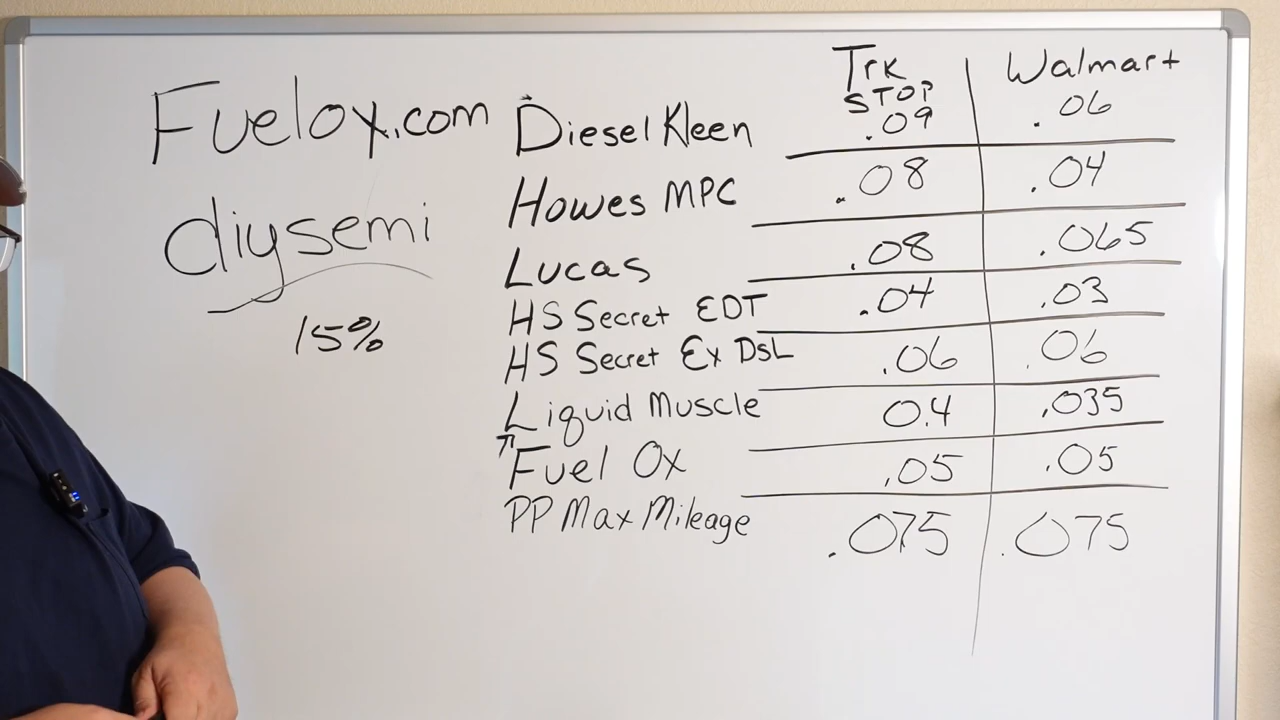 Fuelox.com
diysemi
15%
Trk STOP Walmart
Diesel Kleen .09 .06
Howes MPC .08 .04
Lucas .08 .065
HS Secret EDT .04 .03
HS Secret Ex DsL .06 .06
Liquid Muscle 0.4 .035
Fuel Ox .05 .05
PP Max Mileage .075 .075